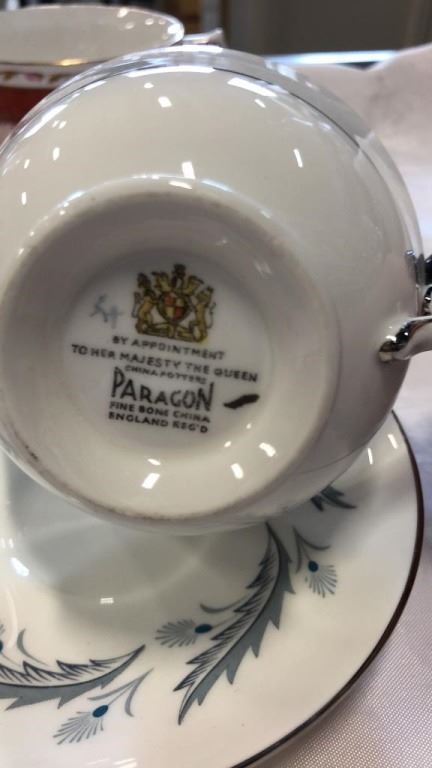 BY APPOINTMENT
TO HER MAJESTY THE QUEEN
CHINA POTTERS
PARAGON
FINE BONE CHINA
ENGLAND REG'D